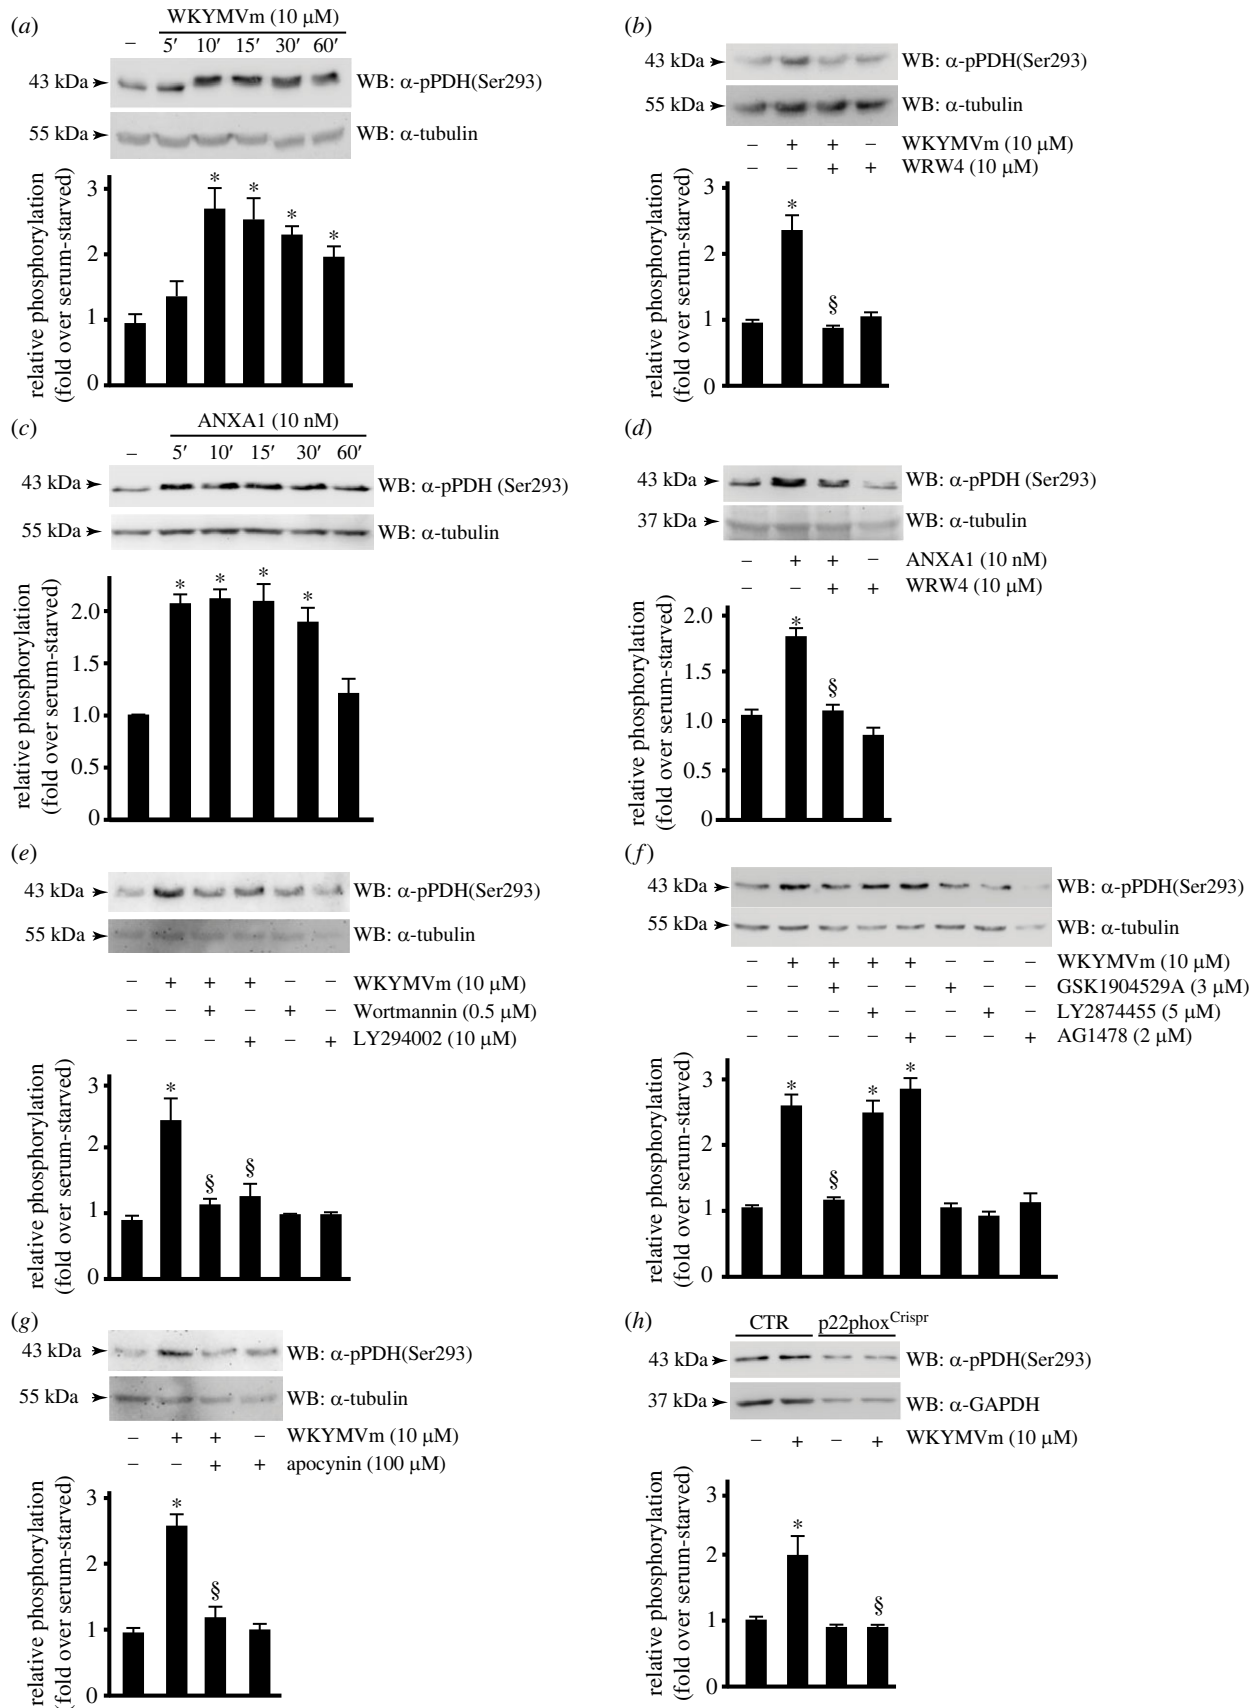 (a)
WKYMVm (10 μM)
– 5′ 10′ 15′ 30′ 60′
43 kDa WB: α-pPDH(Ser293)
55 kDa WB: α-tubulin
relative phosphorylation
(fold over serum-starved)
3
2
1
0
* * * *
(b)
43 kDa WB: α-pPDH(Ser293)
55 kDa WB: α-tubulin
– + + – WKYMVm (10 μM)
– – + + WRW4 (10 μM)
relative phosphorylation
(fold over serum-starved)
3
2
1
0
* §
(c)
ANXA1 (10 nM)
– 5′ 10′ 15′ 30′ 60′
43 kDa WB: α-pPDH (Ser293)
55 kDa WB: α-tubulin
relative phosphorylation
(fold over serum-starved)
2.0
1.5
1.0
0.5
0
* * * *
(d)
43 kDa WB: α-pPDH (Ser293)
37 kDa WB: α-tubulin
– + + – ANXA1 (10 nM)
– – + + WRW4 (10 μM)
relative phosphorylation
(fold over serum-starved)
2.0
1.5
1.0
0.5
0
* §
(e)
43 kDa WB: α-pPDH(Ser293)
55 kDa WB: α-tubulin
– + + + – – WKYMVm (10 μM)
– – + – + – Wortmannin (0.5 μM)
– – – + – + LY294002 (10 μM)
relative phosphorylation
(fold over serum-starved)
3
2
1
0
* § §
(f)
43 kDa WB: α-pPDH(Ser293)
55 kDa WB: α-tubulin
– + + + + – – – WKYMVm (10 μM)
– – + – – + – – GSK1904529A (3 μM)
– – – + – – + – LY2874455 (5 μM)
– – – – + – – + AG1478 (2 μM)
relative phosphorylation
(fold over serum-starved)
3
2
1
0
* § * *
(g)
43 kDa WB: α-pPDH(Ser293)
55 kDa WB: α-tubulin
– + + – WKYMVm (10 μM)
– – + + apocynin (100 μM)
relative phosphorylation
(fold over serum-starved)
3
2
1
0
* §
(h)
CTR p22phoxCrispr
43 kDa WB: α-pPDH(Ser293)
37 kDa WB: α-GAPDH
– + – + WKYMVm (10 μM)
relative phosphorylation
(fold over serum-starved)
3
2
1
0
* §